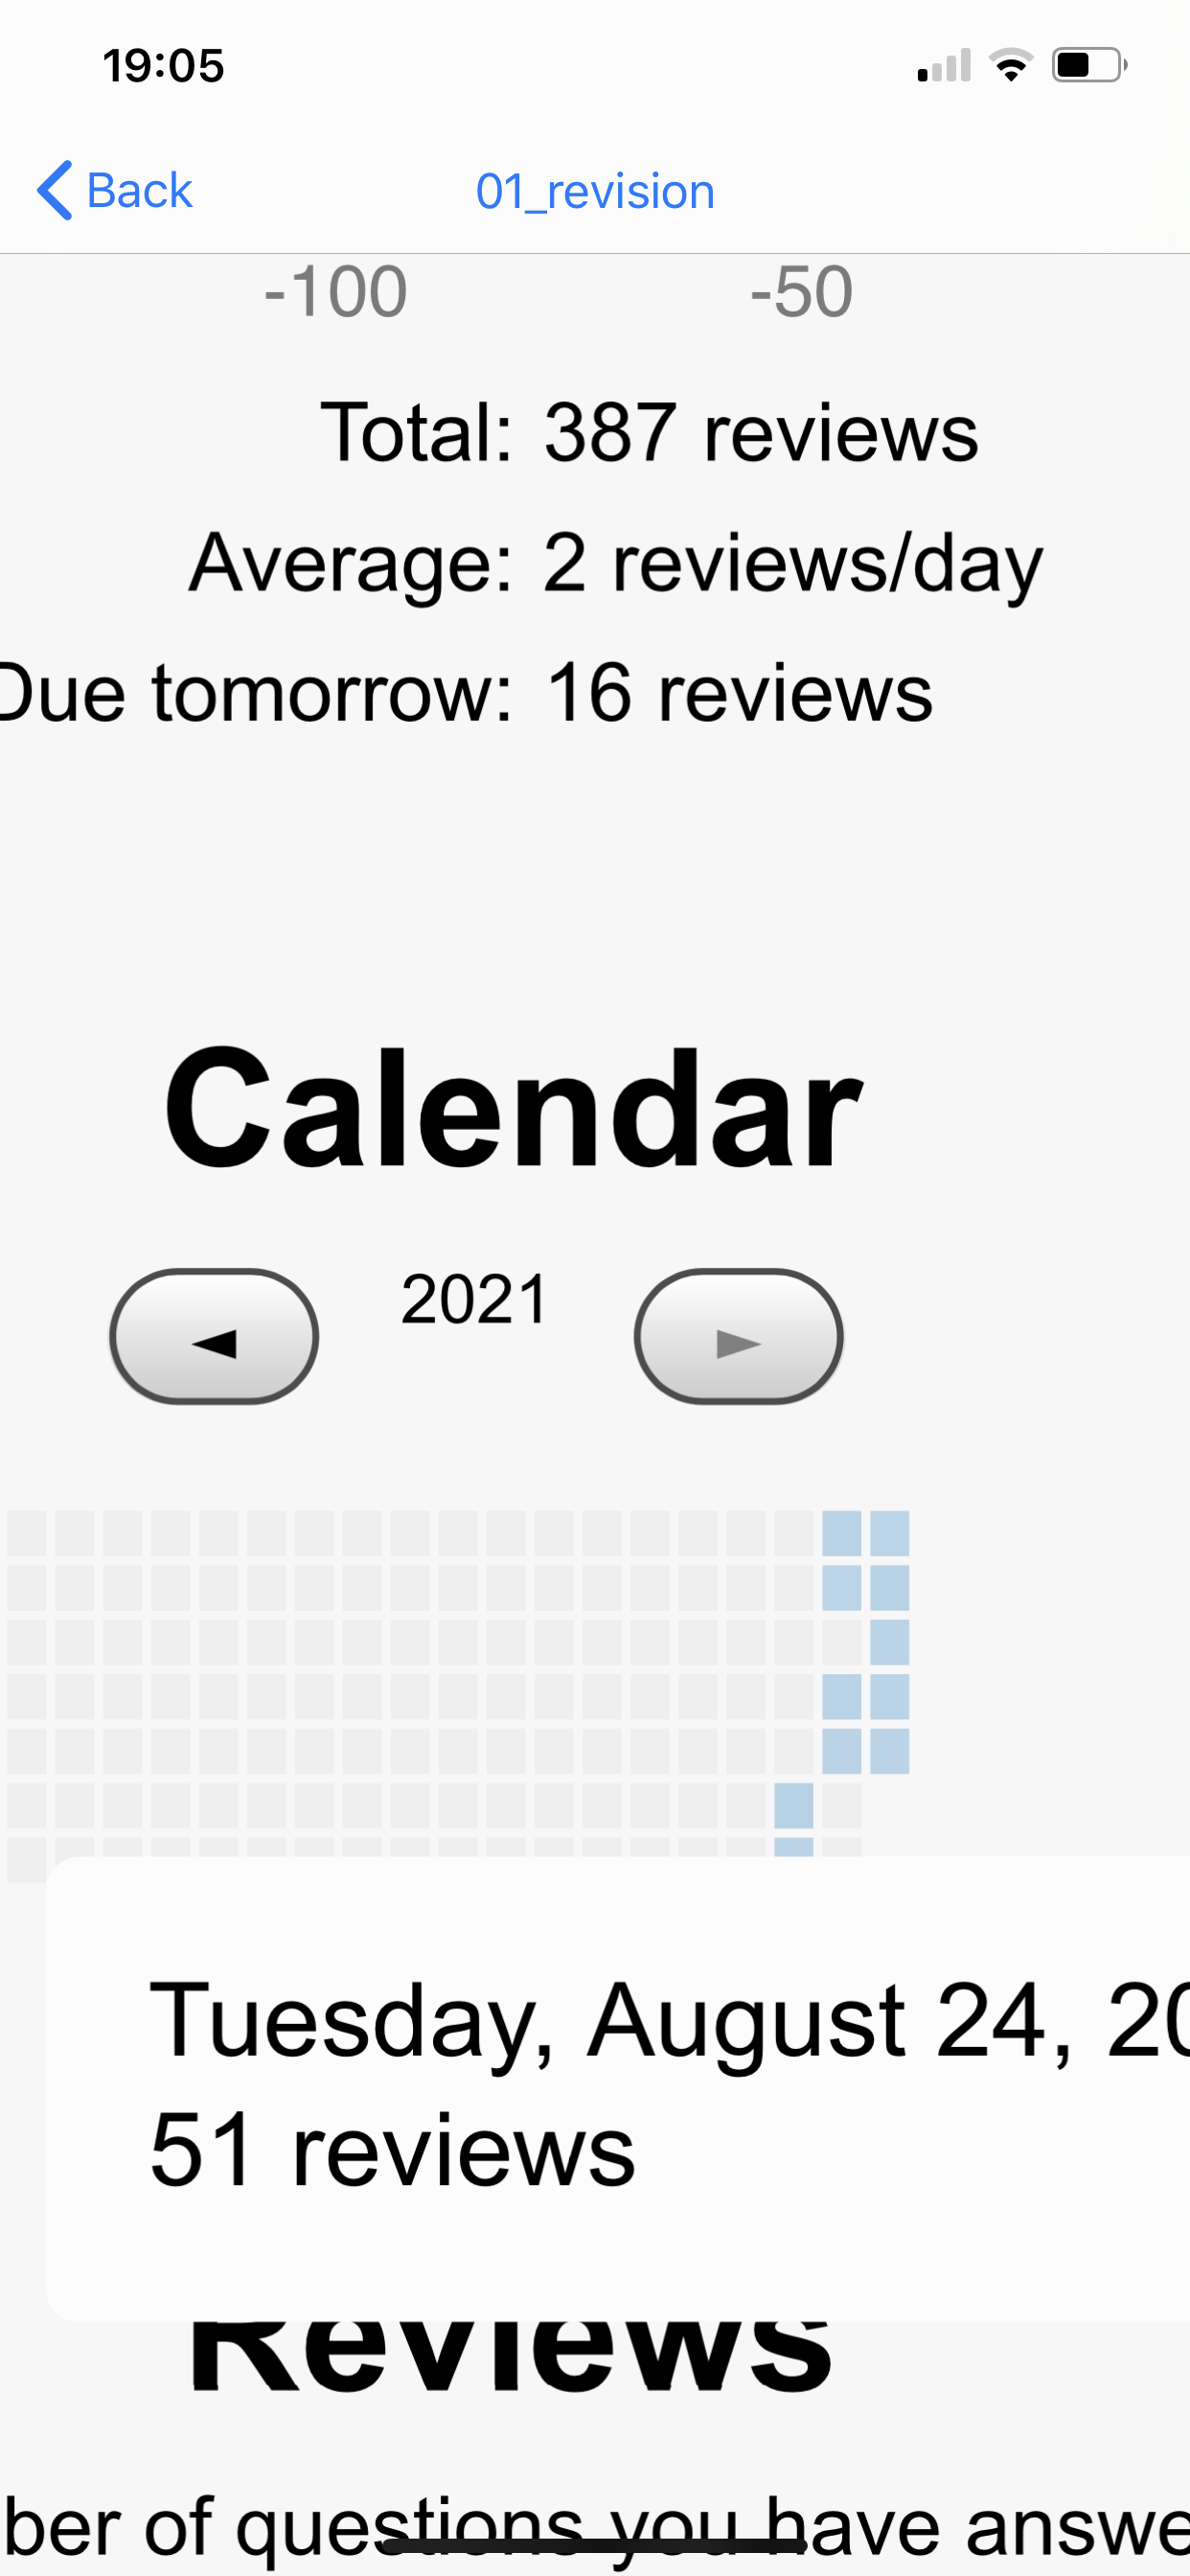 19:05
Back 01_revision
-100 -50
Total: 387 reviews
Average: 2 reviews/day
Due tomorrow: 16 reviews
Calendar
2021
Tuesday, August 24, 20
51 reviews
Reviews
ber of questions you have answe